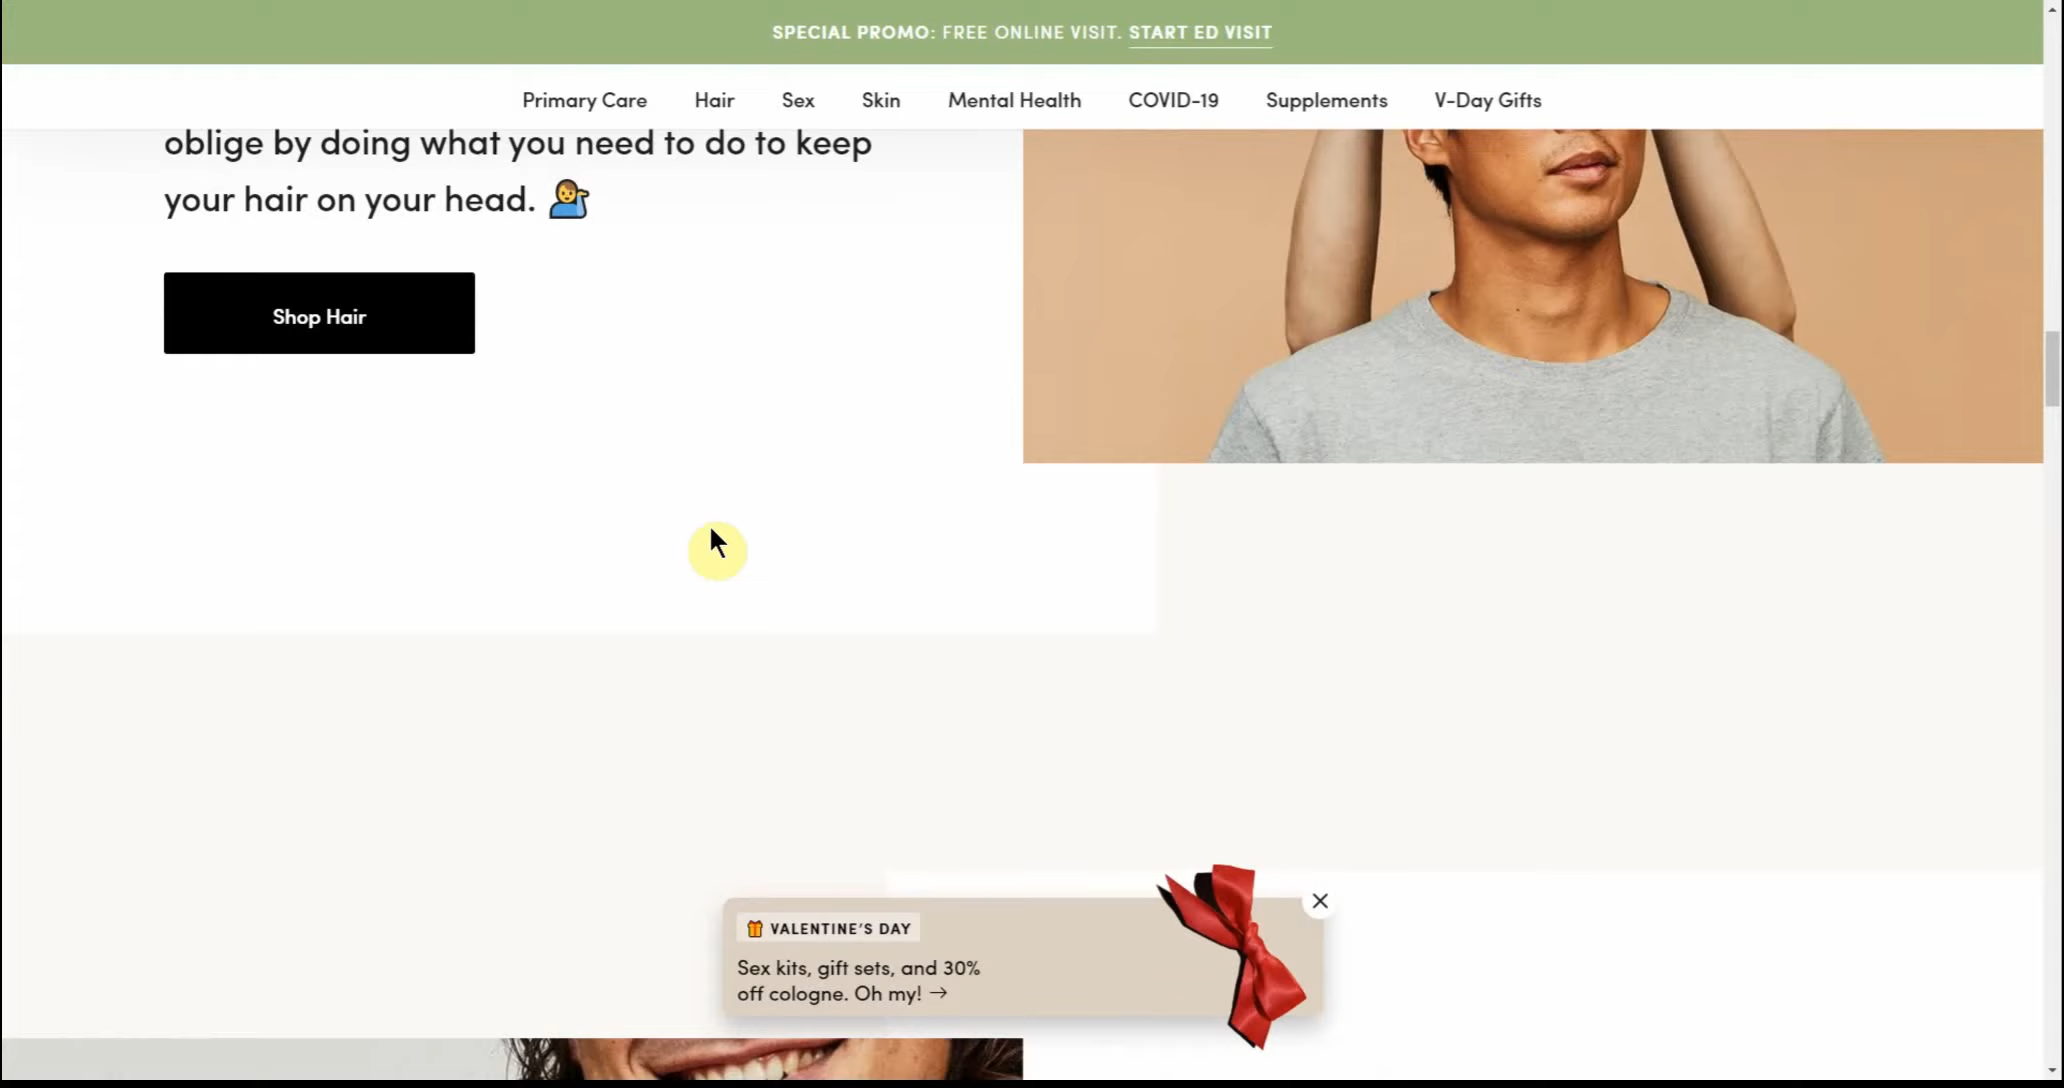 SPECIAL PROMO: FREE ONLINE VISIT. START ED VISIT
Primary Care Hair Sex Skin Mental Health COVID-19 Supplements V-Day Gifts
oblige by doing what you need to do to keep
your hair on your head. 💁‍♂️
Shop Hair
🎁 VALENTINE'S DAY
Sex kits, gift sets, and 30%
off cologne. Oh my! →